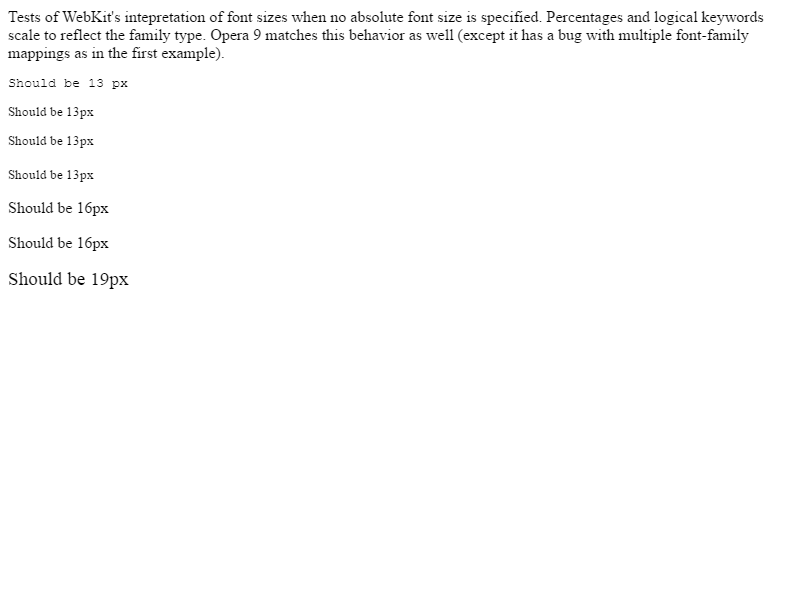 Tests of WebKit's intepretation of font sizes when no absolute font size is specified. Percentages and logical keywords
scale to reflect the family type. Opera 9 matches this behavior as well (except it has a bug with multiple font-family
mappings as in the first example).
Should be 13 px
Should be 13px
Should be 13px
Should be 13px
Should be 16px
Should be 16px
Should be 19px